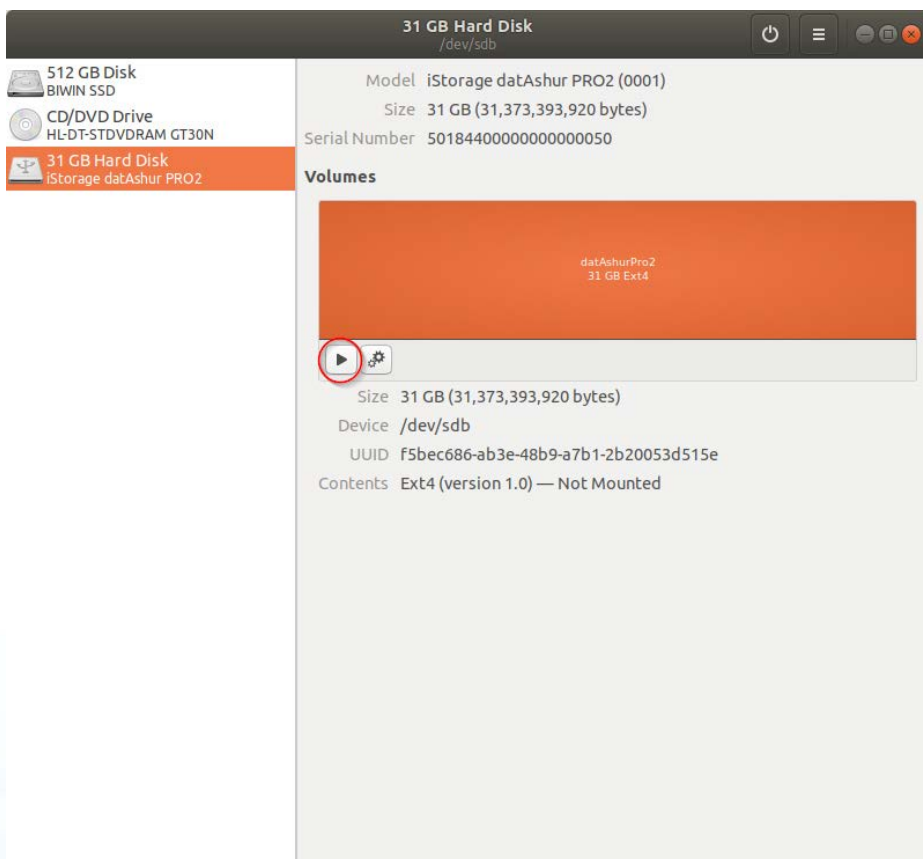 31 GB Hard Disk
/dev/sdb
512 GB Disk
BIWIN SSD
CD/DVD Drive
HL-DT-STDVDRAM GT30N
31 GB Hard Disk
iStorage datAshur PRO2
Model iStorage datAshur PRO2 (0001)
Size 31 GB (31,373,393,920 bytes)
Serial Number 50184400000000000050
Volumes
datAshurPro2
31 GB Ext4
Size 31 GB (31,373,393,920 bytes)
Device /dev/sdb
UUID f5bec686-ab3e-48b9-a7b1-2b20053d515e
Contents Ext4 (version 1.0) — Not Mounted